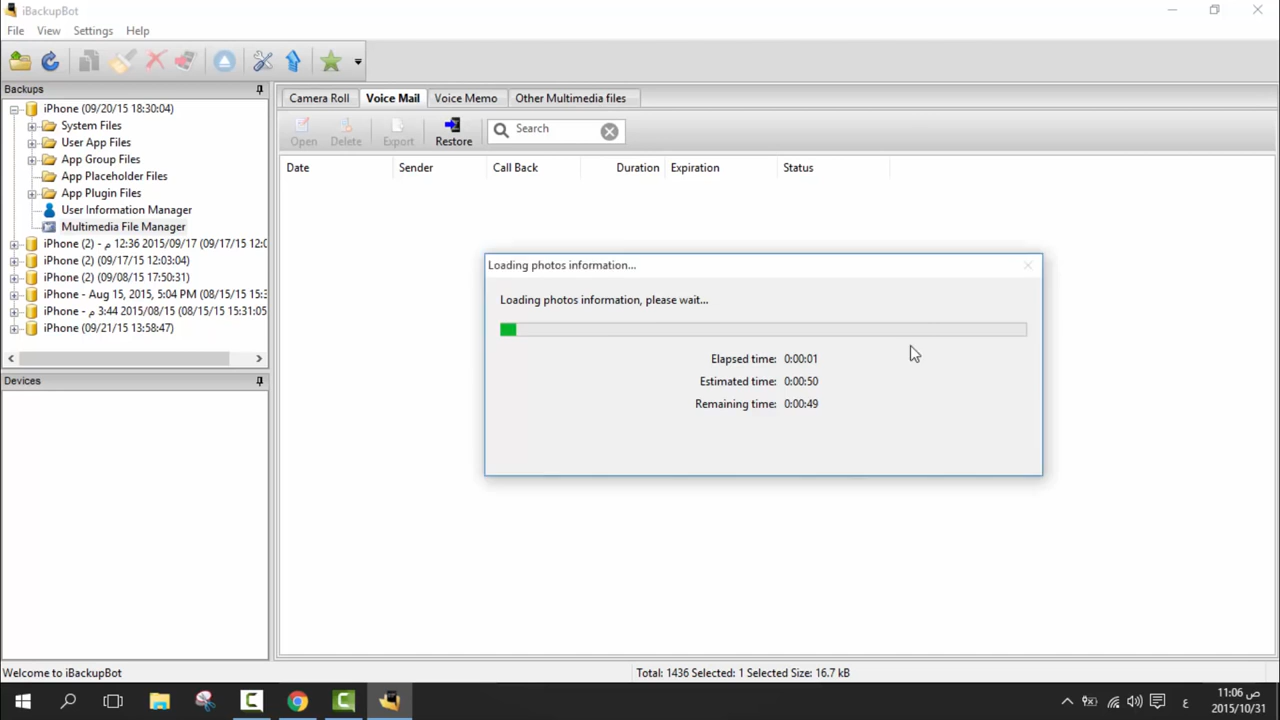 iBackupBot
File View Settings Help
Backups
iPhone (09/20/15 18:30:04)
System Files
User App Files
App Group Files
App Placeholder Files
App Plugin Files
User Information Manager
Multimedia File Manager
iPhone (2) - م 12:36 2015/09/17 (09/17/15 12:0
iPhone (2) (09/17/15 12:03:04)
iPhone (2) (09/08/15 17:50:31)
iPhone - Aug 15, 2015, 5:04 PM (08/15/15 15:3
iPhone - م 3:44 2015/08/15 (08/15/15 15:31:05
iPhone (09/21/15 13:58:47)
Devices
Camera Roll Voice Mail Voice Memo Other Multimedia files
Open Delete Export Restore Search
Date Sender Call Back Duration Expiration Status
Loading photos information...
Loading photos information, please wait...
Elapsed time: 0:00:01
Estimated time: 0:00:50
Remaining time: 0:00:49
Welcome to iBackupBot Total: 1436 Selected: 1 Selected Size: 16.7 kB
ع
ص 11:06
2015/10/31